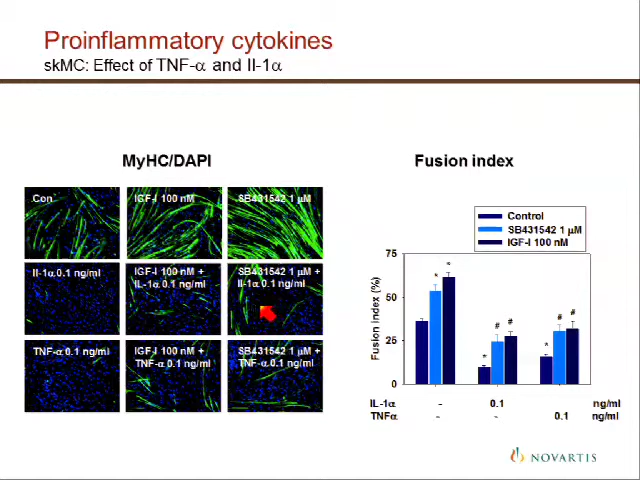 Proinflammatory cytokines
skMC: Effect of TNF-α and Il-1α
MyHC/DAPI
Fusion index
Con
IGF-I 100 nM
SB431542 1 µM
Il-1α 0.1 ng/ml
IGF-I 100 nM +
IL-1α 0.1 ng/ml
SB431542 1 µM +
Il-1α 0.1 ng/ml
TNF-α 0.1 ng/ml
IGF-I 100 nM +
TNF-α 0.1 ng/ml
SB431542 1 µM +
TNF-α 0.1 ng/ml
Control
SB431542 1 µM
IGF-I 100 nM
Fusion index (%)
75
50
25
0
* *
* # #
* # #
IL-1α - 0.1 ng/ml
TNFα - - 0.1 ng/ml
NOVARTIS